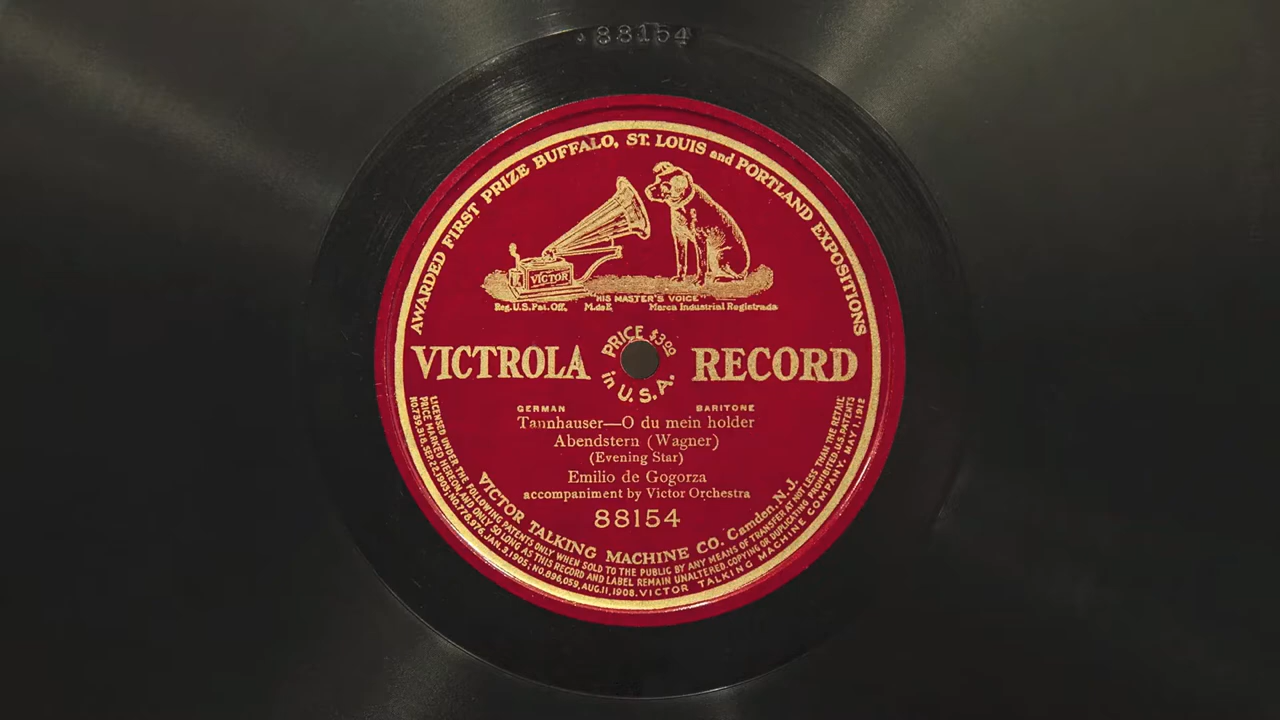 88154
AWARDED FIRST PRIZE BUFFALO, ST. LOUIS and PORTLAND EXPOSITIONS
VICTOR
"HIS MASTER'S VOICE"
Reg. U.S. Pat. Off. M. de F. Marca Industrial Registrada
VICTROLA RECORD
PRICE $3.00
in U.S.A.
GERMAN BARITONE
Tannhauser—O du mein holder
Abendstern (Wagner)
(Evening Star)
Emilio de Gogorza
accompaniment by Victor Orchestra
88154
VICTOR TALKING MACHINE CO. Camden, N. J.
LICENSED UNDER THE FOLLOWING PATENTS ONLY WHEN SOLD TO THE PUBLIC BY ANY MEANS OF TRANSFER AT NOT LESS THAN THE RETAIL
PRICE MARKED HEREON, AND ONLY SO LONG AS THIS RECORD AND LABEL REMAIN UNALTERED. COPYING OR DUPLICATING PROHIBITED. U.S. PATENTS
NO. 739,318, SEP. 22, 1903; NO. 778,976, JAN. 3, 1905; NO. 896,059, AUG. 11, 1908. VICTOR TALKING MACHINE COMPANY. MAY 1, 1912